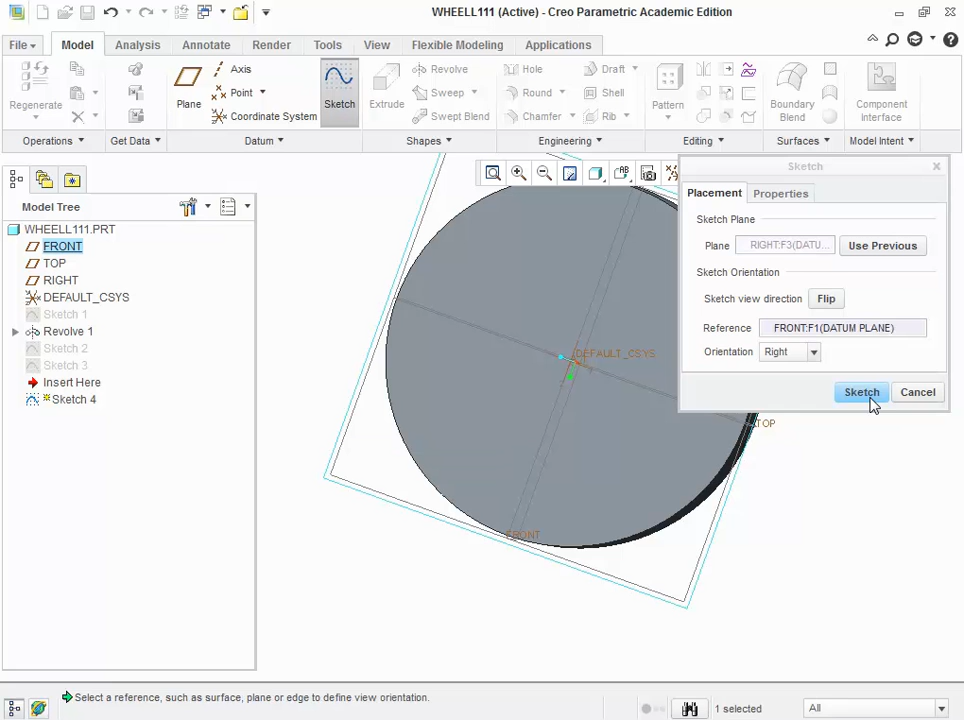 WHEELL111 (Active) - Creo Parametric Academic Edition
File Model Analysis Annotate Render Tools View Flexible Modeling Applications
Regenerate
Plane
Axis
Point
Coordinate System
Sketch
Extrude
Revolve
Sweep
Swept Blend
Hole
Round
Chamfer
Draft
Shell
Rib
Pattern
Boundary Blend
Component Interface
Operations Get Data Datum Shapes Engineering Editing Surfaces Model Intent
Model Tree
WHEELL111.PRT
FRONT
TOP
RIGHT
DEFAULT_CSYS
Sketch 1
Revolve 1
Sketch 2
Sketch 3
Insert Here
Sketch 4
DEFAULT_CSYS
TOP
FRONT
Sketch
Placement Properties
Sketch Plane
Plane RIGHT:F3(DATU... Use Previous
Sketch Orientation
Sketch view direction Flip
Reference FRONT:F1(DATUM PLANE)
Orientation Right
Sketch Cancel
Select a reference, such as surface, plane or edge to define view orientation.
1 selected
All